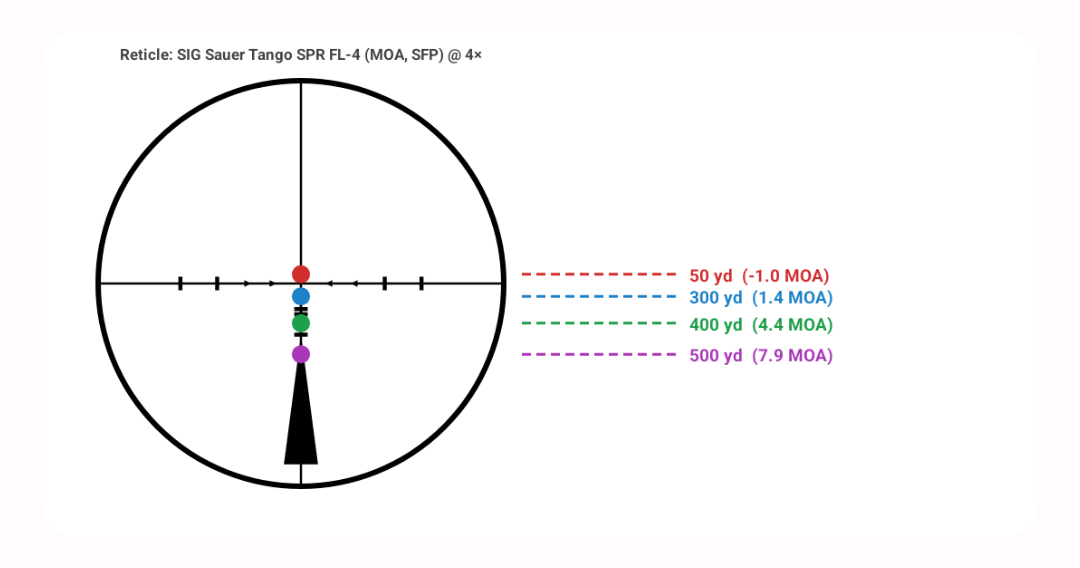 Reticle: SIG Sauer Tango SPR FL-4 (MOA, SFP) @ 4×
50 yd (-1.0 MOA)
300 yd (1.4 MOA)
400 yd (4.4 MOA)
500 yd (7.9 MOA)